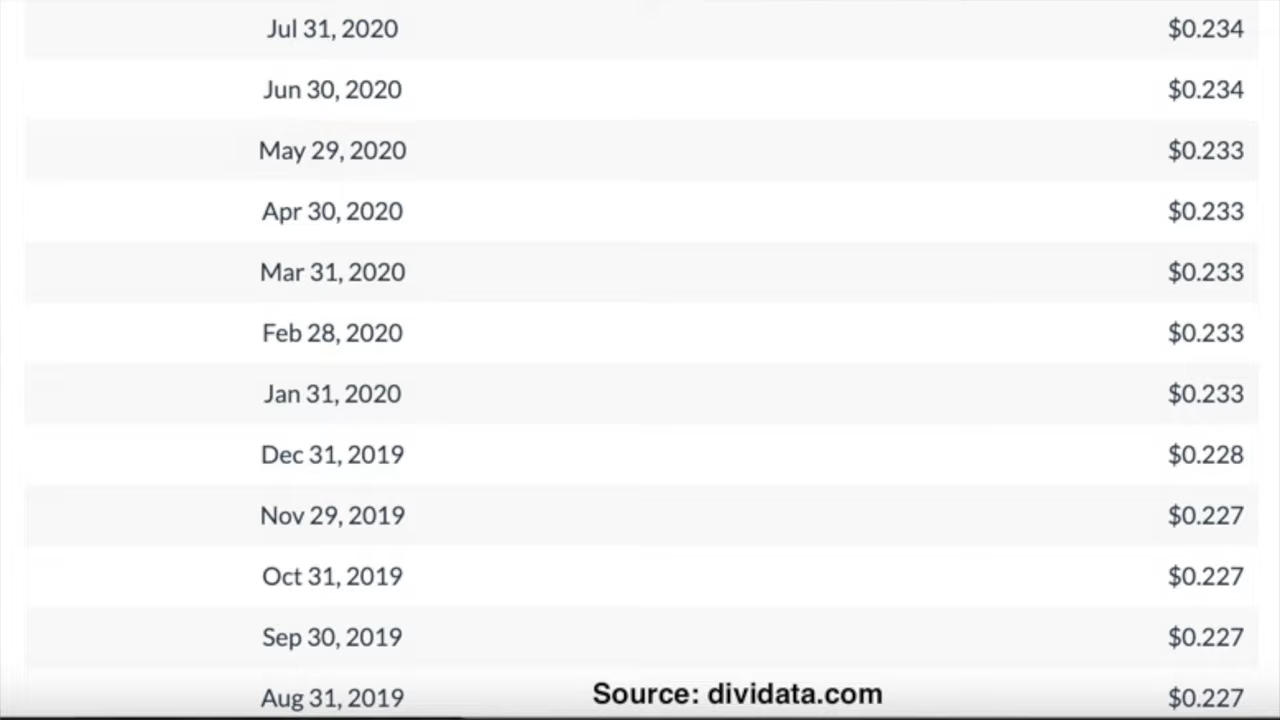 Jul 31, 2020 $0.234
Jun 30, 2020 $0.234
May 29, 2020 $0.233
Apr 30, 2020 $0.233
Mar 31, 2020 $0.233
Feb 28, 2020 $0.233
Jan 31, 2020 $0.233
Dec 31, 2019 $0.228
Nov 29, 2019 $0.227
Oct 31, 2019 $0.227
Sep 30, 2019 $0.227
Aug 31, 2019 $0.227
Source: dividata.com